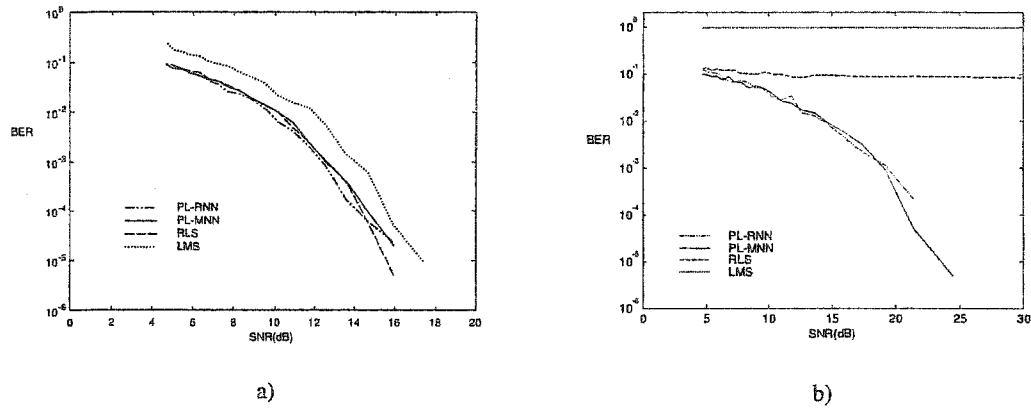 10^0
10^-1
10^-2
BER
10^-3
10^-4
10^-5
10^-6
PL-RNN
PL-MNN
RLS
LMS
0 2 4 6 8 10 12 14 16 18 20
SNR(dB)
a)
10^0
10^-1
10^-2
BER
10^-3
10^-4
10^-5
10^-6
PL-RNN
PL-MNN
RLS
LMS
0 5 10 15 20 25 30
SNR(dB)
b)